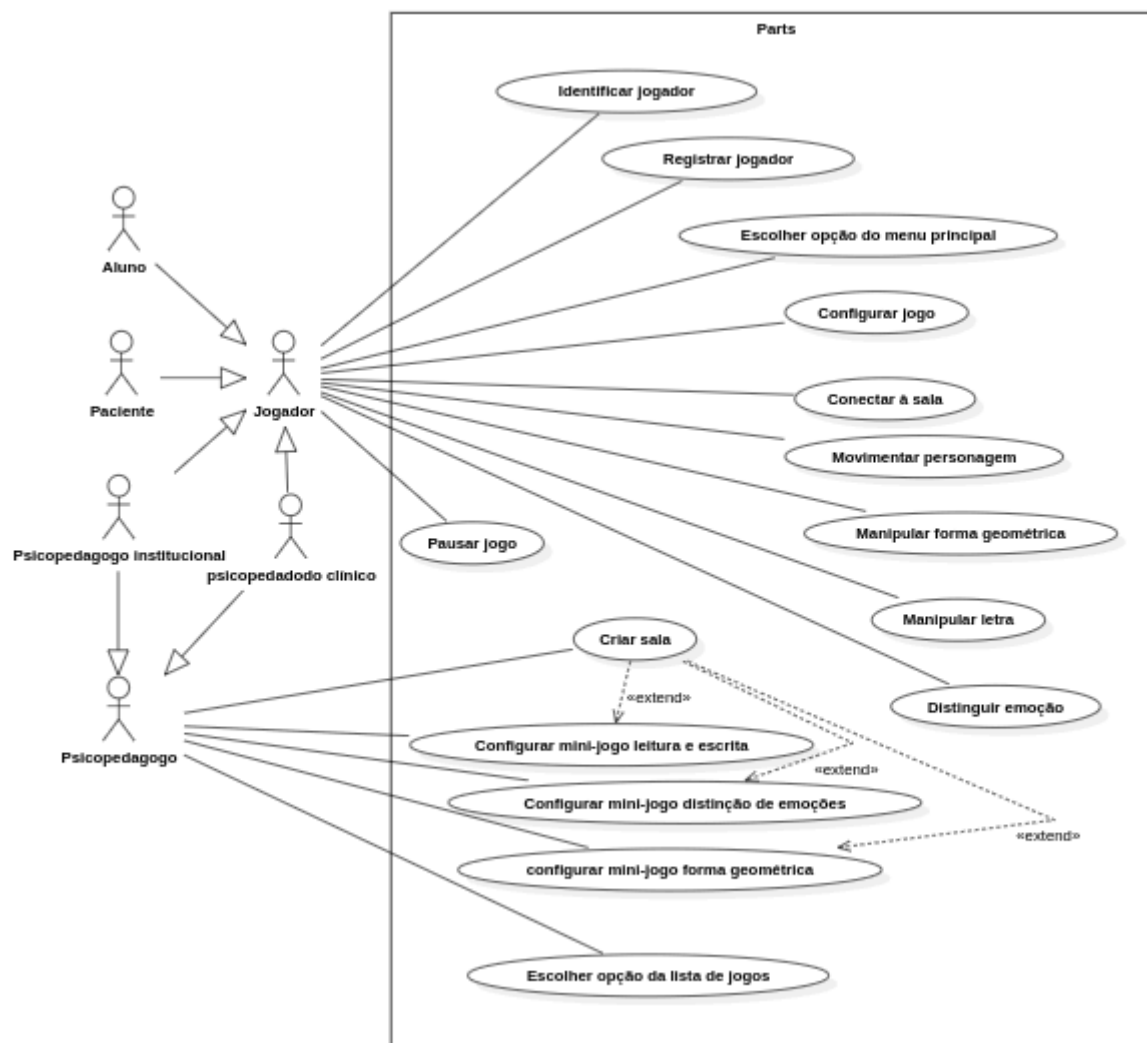 Parts
Identificar jogador
Registrar jogador
Escolher opção do menu principal
Aluno
Configurar jogo
Conectar à sala
Paciente
Jogador
Movimentar personagem
Manipular forma geométrica
Pausar jogo
Psicopedagogo institucional
psicopedadodo clínico
Manipular letra
Criar sala
«extend»
Distinguir emoção
Configurar mini-jogo leitura e escrita
Psicopedagogo
«extend»
Configurar mini-jogo distinção de emoções
«extend»
configurar mini-jogo forma geométrica
Escolher opção da lista de jogos